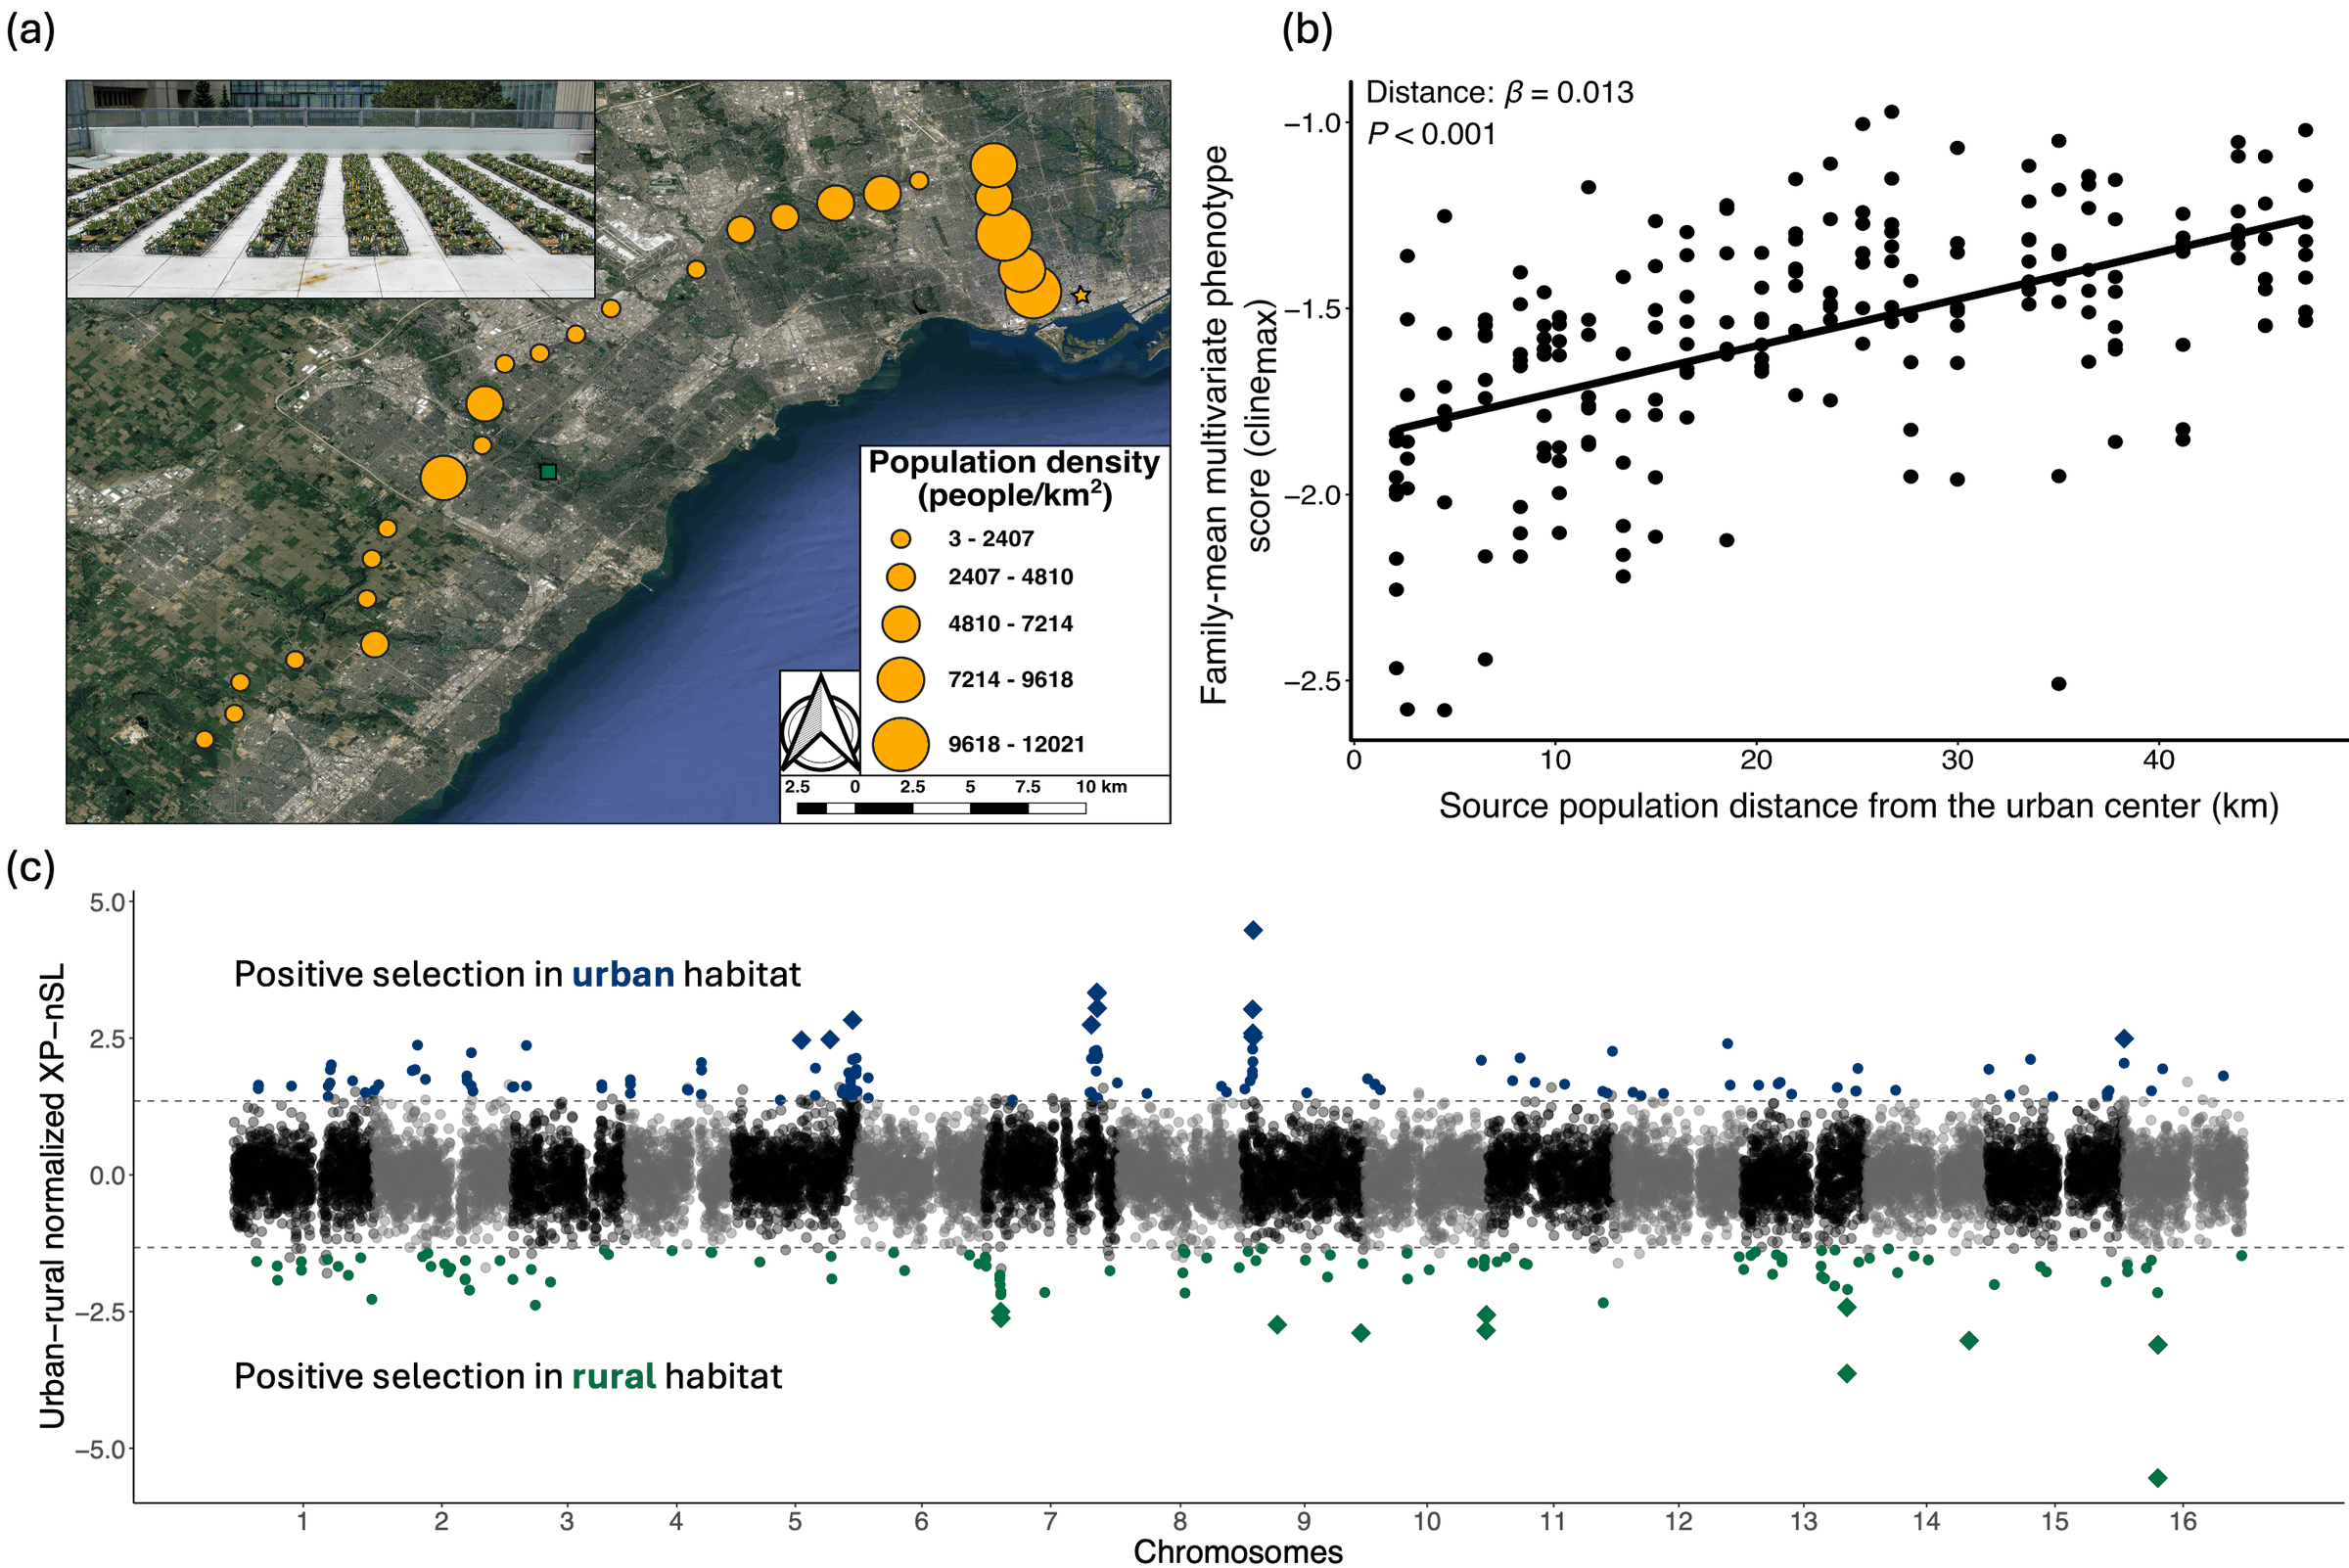 (a)
Population density
(people/km²)
3 - 2407
2407 - 4810
4810 - 7214
7214 - 9618
9618 - 12021
2.5 0 2.5 5 7.5 10 km
(b)
Distance: β = 0.013
P < 0.001
Family-mean multivariate phenotype
score (clinemax)
−1.0
−1.5
−2.0
−2.5
0 10 20 30 40
Source population distance from the urban center (km)
(c)
Urban−rural normalized XP−nSL
5.0
2.5
0.0
−2.5
−5.0
Positive selection in urban habitat
Positive selection in rural habitat
1 2 3 4 5 6 7 8 9 10 11 12 13 14 15 16
Chromosomes